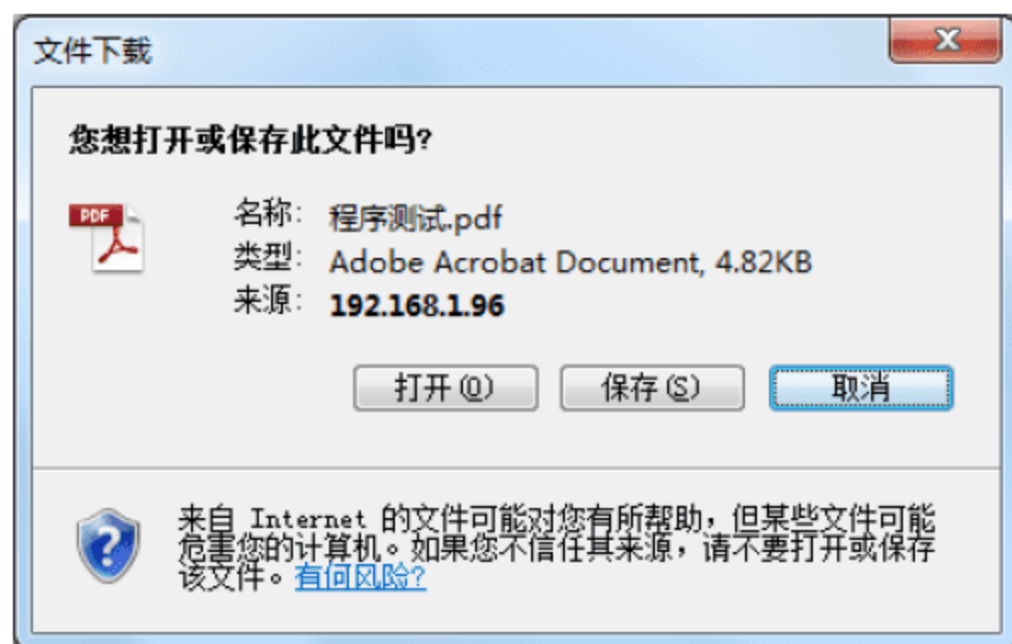 文件下载
您想打开或保存此文件吗?
PDF
名称: 程序测试.pdf
类型: Adobe Acrobat Document, 4.82KB
来源: 192.168.1.96
打开(O) 保存(S) 取消
来自 Internet 的文件可能对您有所帮助，但某些文件可能
危害您的计算机。如果您不信任其来源，请不要打开或保存
该文件。有何风险?